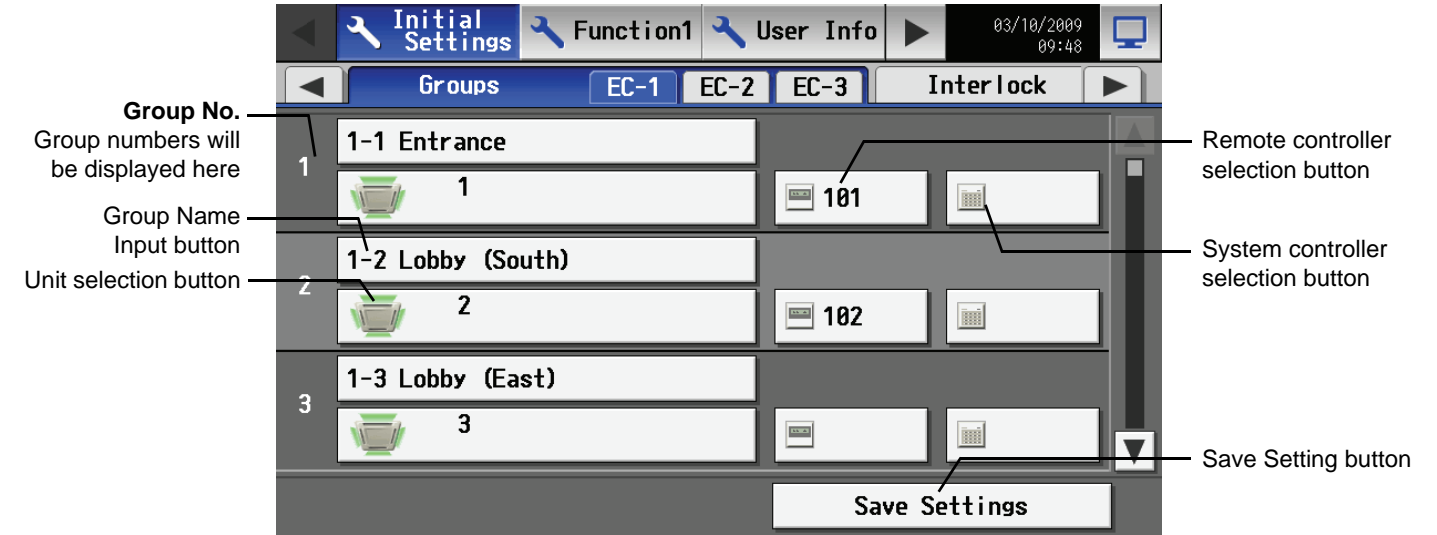 Initial
Settings
Function1
User Info
03/10/2009
09:48
Groups
EC-1
EC-2
EC-3
Interlock
Group No.
Group numbers will
be displayed here
1
1-1 Entrance
1
101
Remote controller
selection button
Group Name
Input button
Unit selection button
2
1-2 Lobby (South)
2
102
System controller
selection button
3
1-3 Lobby (East)
3
Save Setting button
Save Settings